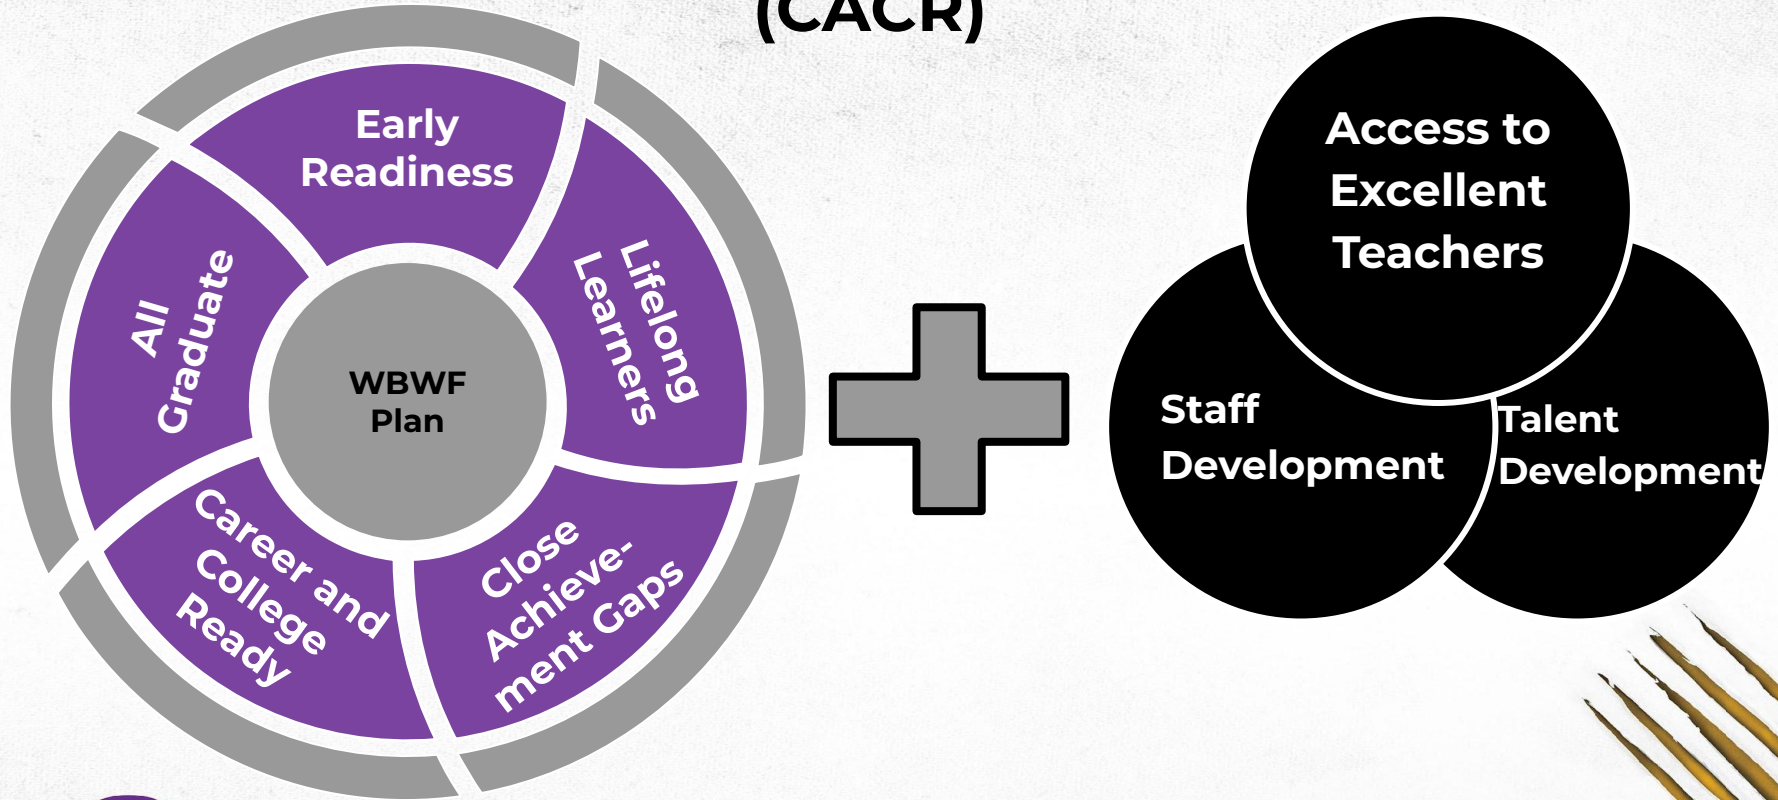 (CACR)
Early
Readiness
Lifelong
Learners
All
Graduate
WBWF
Plan
Career and
College
Ready
Close
Achieve-
ment Gaps
Access to
Excellent
Teachers
Staff
Development
Talent
Development